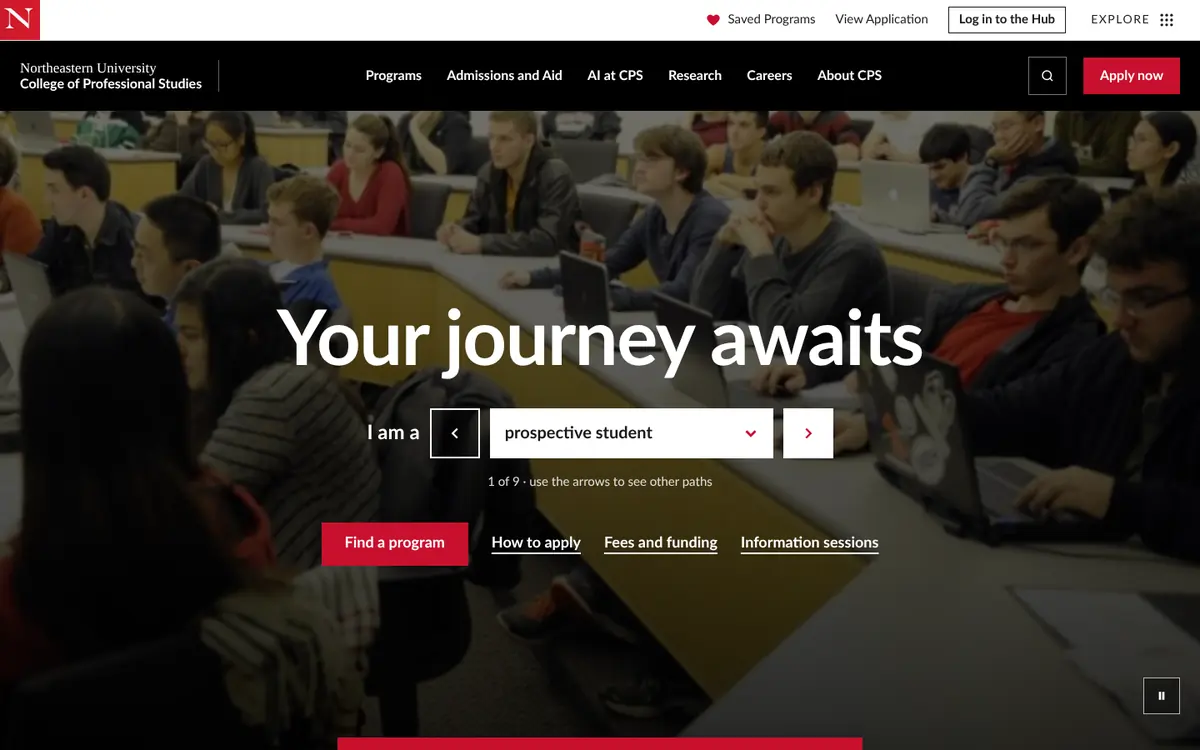 N
Saved Programs
View Application
Log in to the Hub
EXPLORE
Northeastern University
College of Professional Studies
Programs
Admissions and Aid
AI at CPS
Research
Careers
About CPS
Apply now
Your journey awaits
I am a
prospective student
1 of 9 · use the arrows to see other paths
Find a program
How to apply
Fees and funding
Information sessions